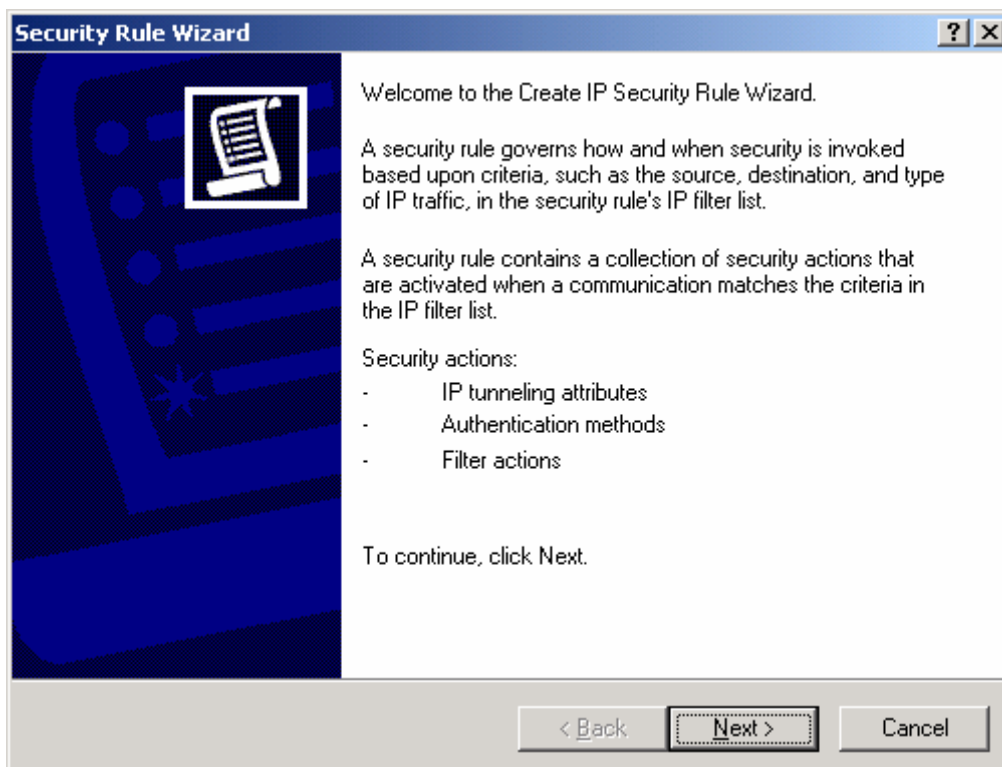 Security Rule Wizard
Welcome to the Create IP Security Rule Wizard.
A security rule governs how and when security is invoked
based upon criteria, such as the source, destination, and type
of IP traffic, in the security rule's IP filter list.
A security rule contains a collection of security actions that
are activated when a communication matches the criteria in
the IP filter list.
Security actions:
- IP tunneling attributes
- Authentication methods
- Filter actions
To continue, click Next.
< Back Next > Cancel